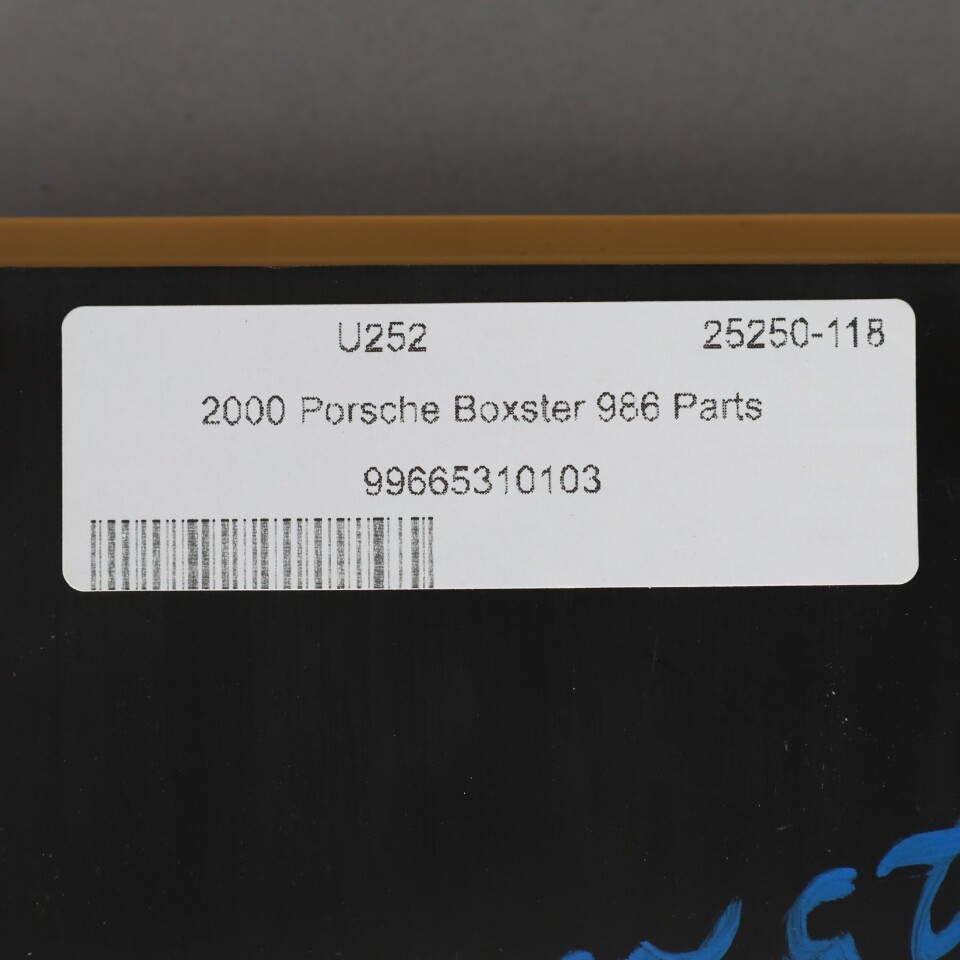 U252 25250-118
2000 Porsche Boxster 986 Parts
99665310103